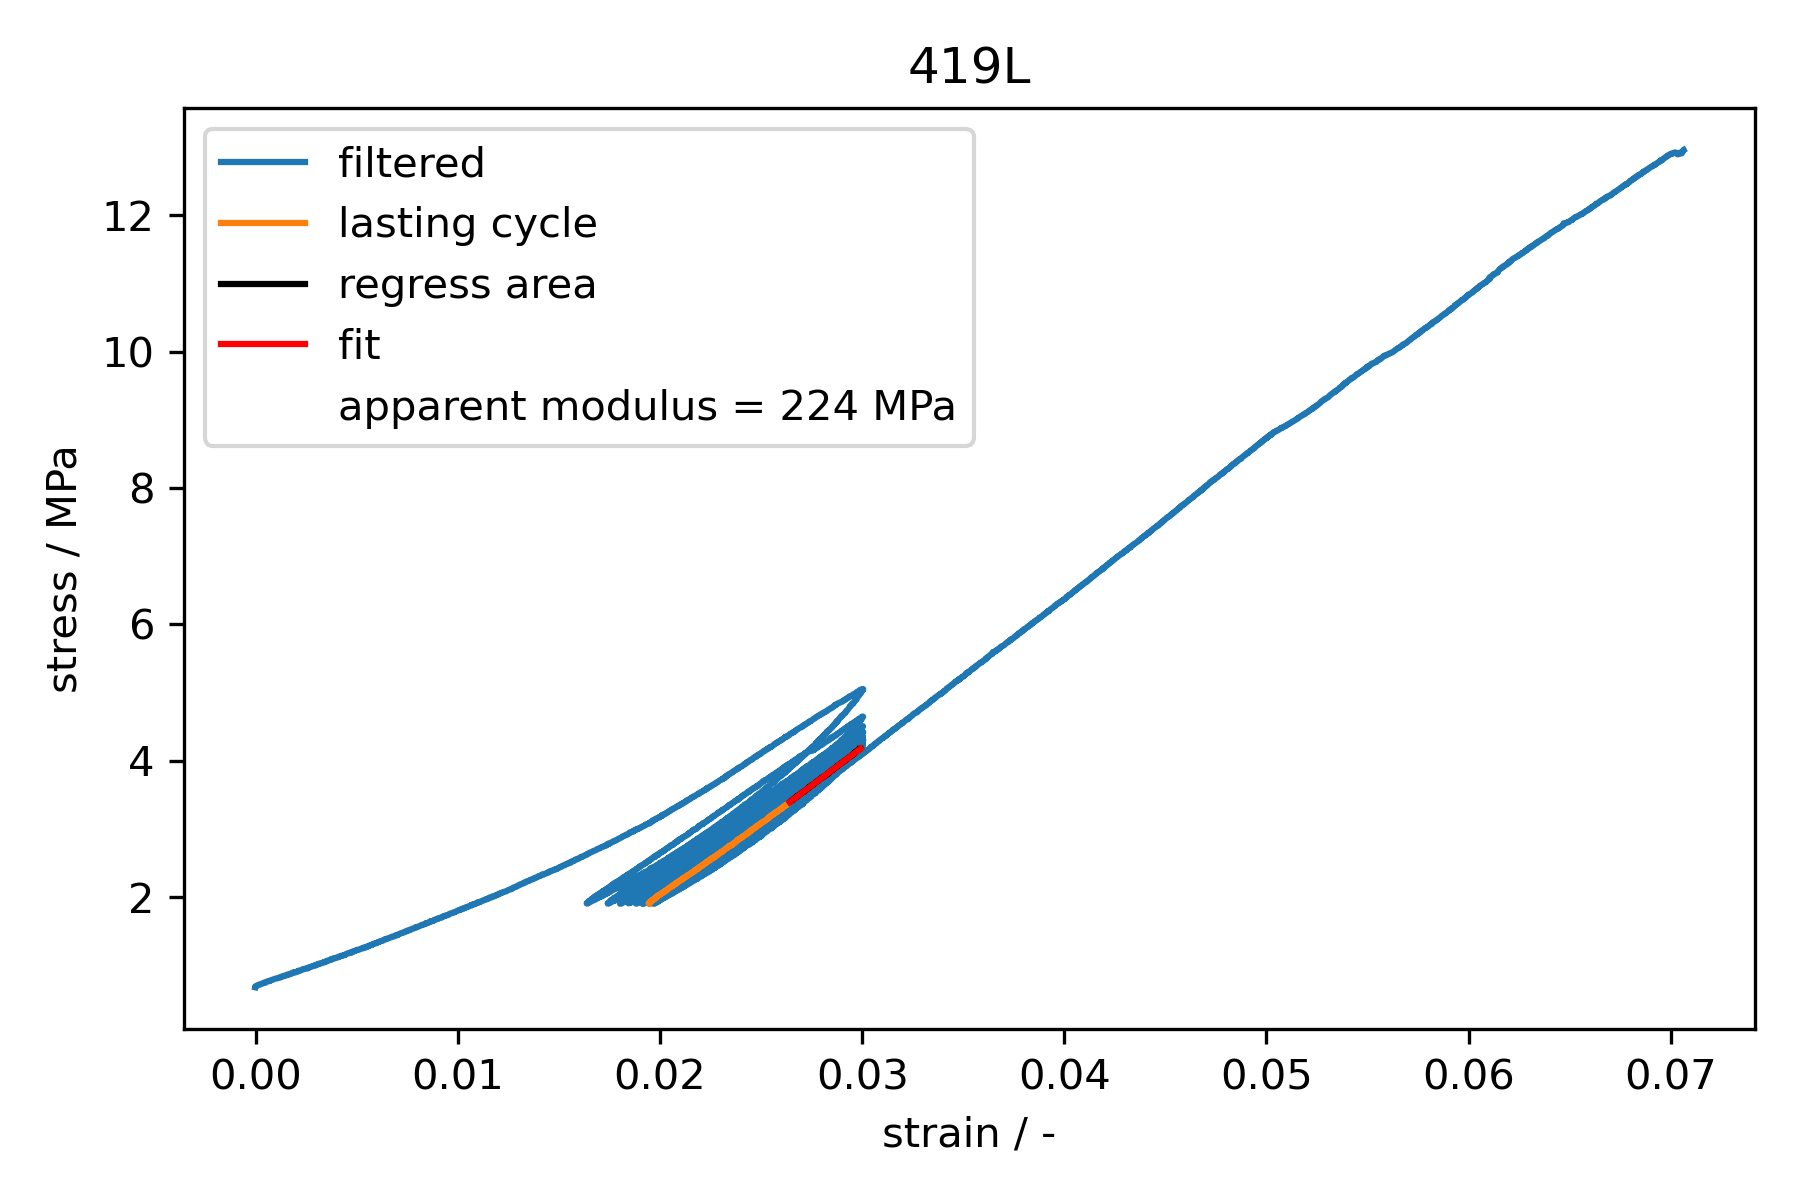 419L
filtered
lasting cycle
regress area
fit
apparent modulus = 224 MPa
stress / MPa
12
10
8
6
4
2
0.00 0.01 0.02 0.03 0.04 0.05 0.06 0.07
strain / -